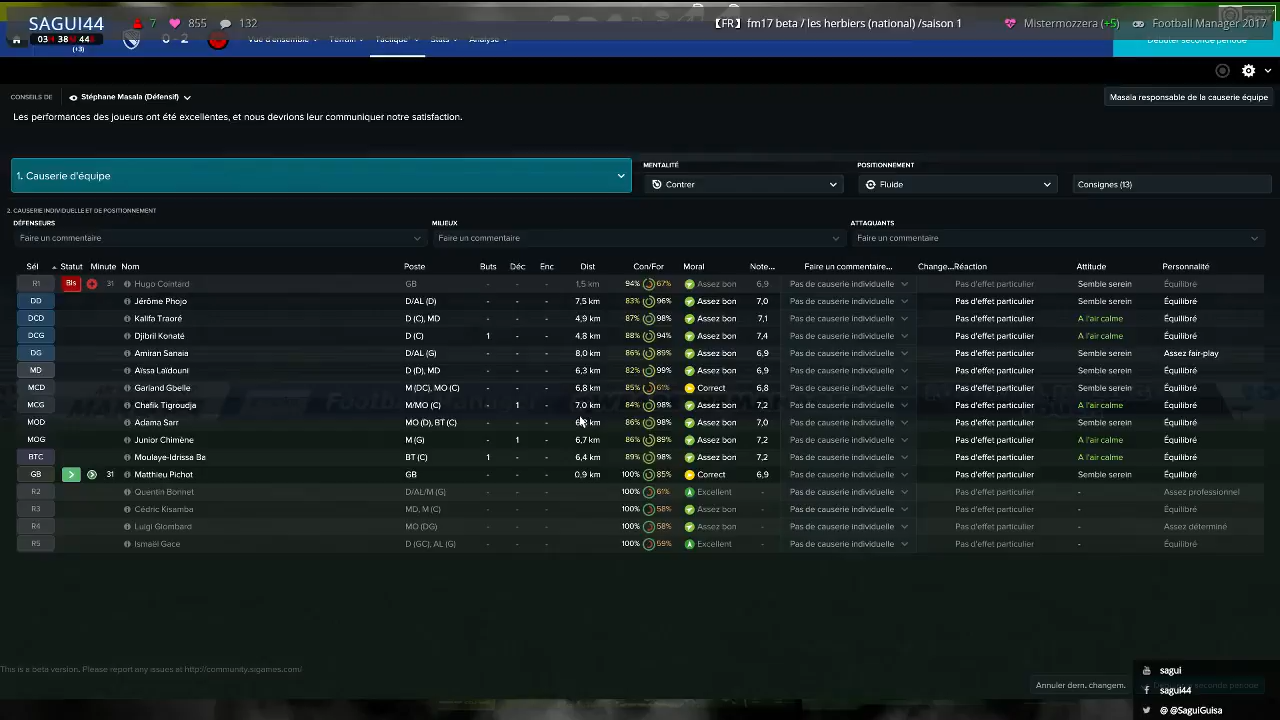 SAGUI44 7 855 132 【FR】 fm17 beta / les herbiers (national) /saison 1 Mistermozzera (+5) Football Manager 2017
03 38 44
(+3)
0 - 2 Vue d'ensemble Terrain Tactique Stats Analyse Débuter seconde période
CONSEILS DE Stéphane Masala (Défensif) Masala responsable de la causerie équipe
Les performances des joueurs ont été excellentes, et nous devrions leur communiquer notre satisfaction.
MENTALITÉ POSITIONNEMENT
1. Causerie d'équipe Contrer Fluide Consignes (13)
2. CAUSERIE INDIVIDUELLE ET DE POSITIONNEMENT
DÉFENSEURS MILIEUX ATTAQUANTS
Faire un commentaire Faire un commentaire Faire un commentaire
Sél Statut Minute Nom Poste Buts Déc Enc Dist Con/For Moral Note... Faire un commentaire... Change... Réaction Attitude Personnalité
R1 Bls 31 Hugo Cointard GB - - - 1,5 km 94% 67% Assez bon 6,9 Pas de causerie individuelle Pas d'effet particulier Semble serein Équilibré
DD Jérôme Phojo D/AL (D) - - - 7,5 km 83% 96% Assez bon 7,0 Pas de causerie individuelle Pas d'effet particulier Semble serein Équilibré
DCD Kalifa Traoré D (C), MD - - - 4,9 km 87% 98% Assez bon 7,1 Pas de causerie individuelle Pas d'effet particulier A l'air calme Équilibré
DCG Djibril Konaté D (C) 1 - - 4,8 km 88% 94% Assez bon 7,4 Pas de causerie individuelle Pas d'effet particulier A l'air calme Équilibré
DG Amiran Sanaia D/AL (G) - - - 8,0 km 86% 89% Assez bon 6,9 Pas de causerie individuelle Pas d'effet particulier Semble serein Assez fair-play
MD Aïssa Laïdouni D (D), MD - - - 6,3 km 82% 99% Assez bon 6,9 Pas de causerie individuelle Pas d'effet particulier Semble serein Équilibré
MCD Garland Gbelle M (DC), MO (C) - - - 6,8 km 85% 61% Correct 6,8 Pas de causerie individuelle Pas d'effet particulier Semble serein Équilibré
MCG Chafik Tigroudja M/MO (C) - 1 - 7,0 km 84% 98% Assez bon 7,2 Pas de causerie individuelle Pas d'effet particulier A l'air calme Équilibré
MOD Adama Sarr MO (D), BT (C) - - - km 86% 98% Assez bon 7,0 Pas de causerie individuelle Pas d'effet particulier Semble serein Équilibré
MOG Junior Chimène M (G) - 1 - 6,7 km 86% 89% Assez bon 7,2 Pas de causerie individuelle Pas d'effet particulier A l'air calme Équilibré
BTC Moulaye-Idrissa Ba BT (C) 1 - - 6,4 km 89% 98% Assez bon 7,2 Pas de causerie individuelle Pas d'effet particulier A l'air calme Équilibré
GB 31 Matthieu Pichot GB - - - 0,9 km 100% 85% Correct 6,9 Pas de causerie individuelle Pas d'effet particulier Semble serein Équilibré
R2 Quentin Bonnet D/AL/M (G) - - - 100% 61% Excellent - Pas de causerie individuelle Pas d'effet particulier - Assez professionnel
R3 Cédric Kisamba MD, M (C) - - - 100% 58% Assez bon - Pas de causerie individuelle Pas d'effet particulier - Équilibré
R4 Luigi Glombard MO (DG) - - - 100% 58% Assez bon - Pas de causerie individuelle Pas d'effet particulier - Assez déterminé
R5 Ismaël Gace D (GC), AL (G) - - - 100% 59% Excellent - Pas de causerie individuelle Pas d'effet particulier - Équilibré
This is a beta version. Please report any issues at http://community.sigames.com/
sagui
Annuler dern. changem. sagui44
@ @SaguiGuisa